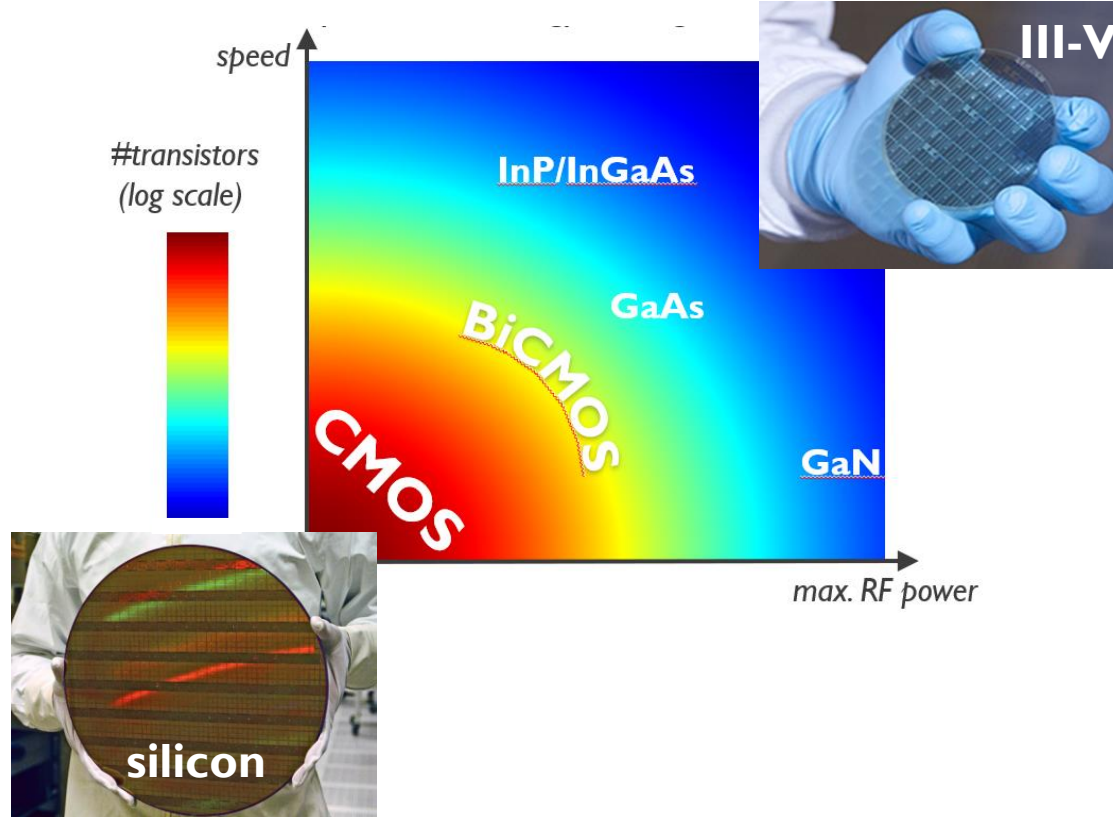 speed
III-V
#transistors
(log scale)
InP/InGaAs
GaAs
BiCMOS
CMOS
GaN
max. RF power
silicon